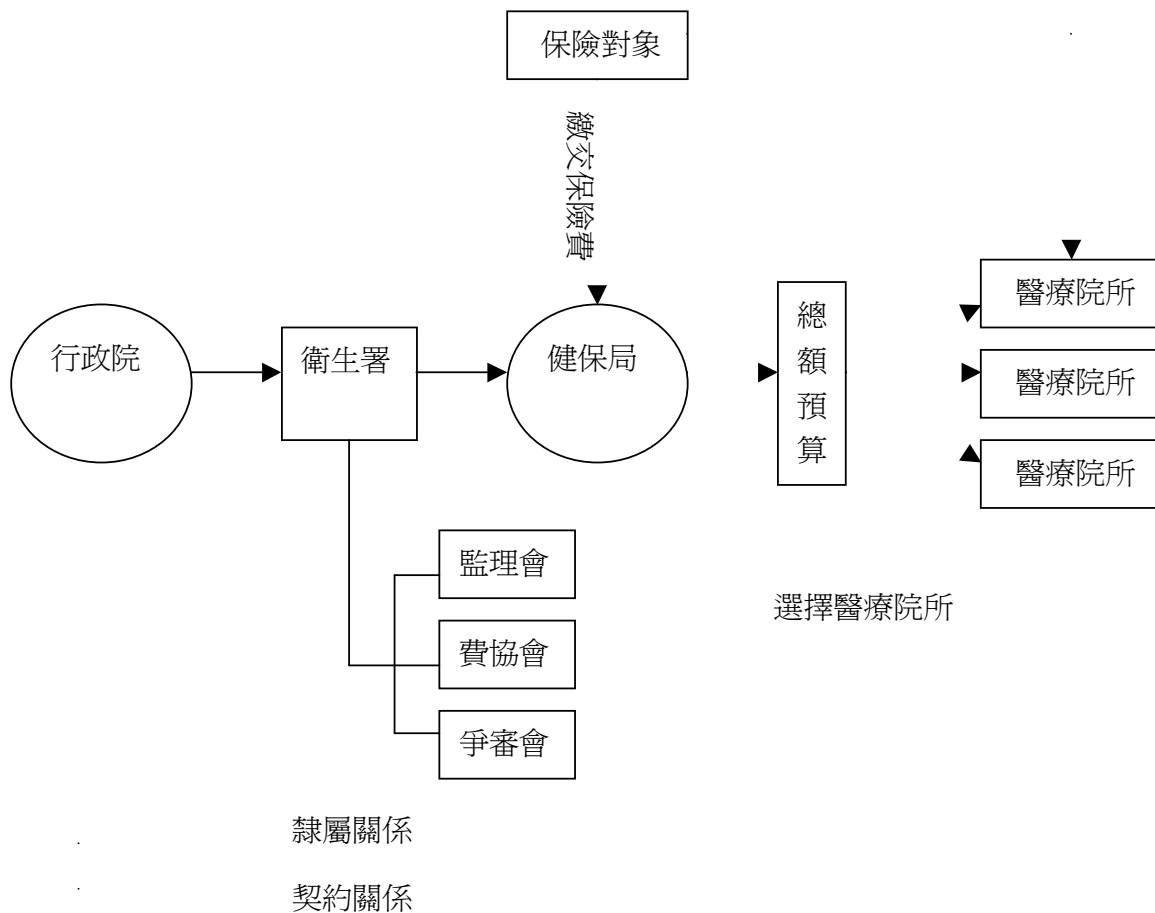 保險對象
繳交保險費
行政院
衛生署
健保局
總額預算
醫療院所
醫療院所
醫療院所
監理會
費協會
爭審會
選擇醫療院所
隸屬關係
契約關係